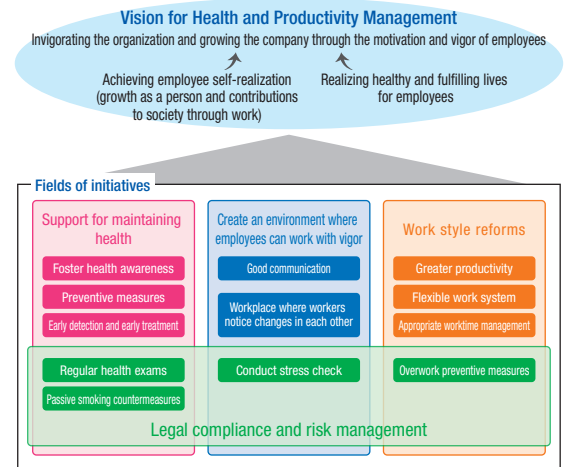 Vision for Health and Productivity Management
Invigorating the organization and growing the company through the motivation and vigor of employees
Achieving employee self-realization
(growth as a person and contributions
to society through work)
Realizing healthy and fulfilling lives
for employees
Fields of initiatives
Support for maintaining
health
Foster health awareness
Preventive measures
Early detection and early treatment
Regular health exams
Passive smoking countermeasures
Create an environment where
employees can work with vigor
Good communication
Workplace where workers
notice changes in each other
Conduct stress check
Work style reforms
Greater productivity
Flexible work system
Appropriate worktime management
Overwork preventive measures
Legal compliance and risk management